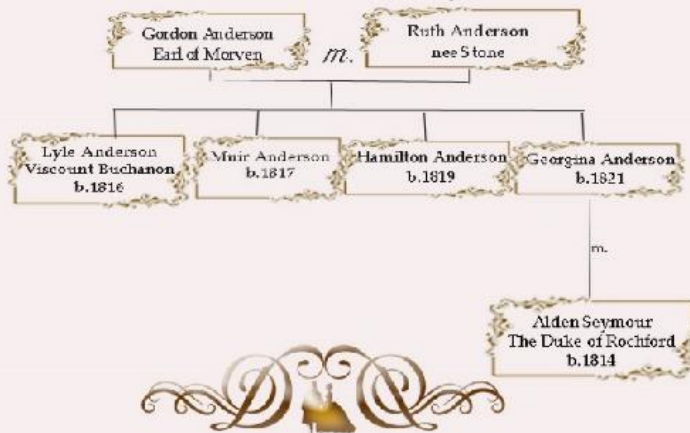 Gordon Anderson
Earl of Morven
m.
Ruth Anderson
nee Stone
Lyle Anderson
Viscount Buchanon
b.1816
Muir Anderson
b.1817
Hamilton Anderson
b.1819
Georgina Anderson
b.1821
m.
Alden Seymour
The Duke of Rochford
b.1814